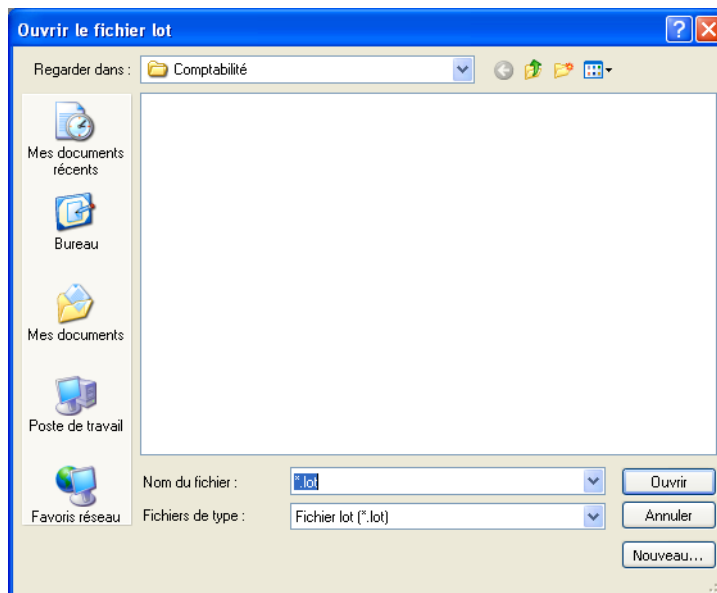 Ouvrir le fichier lot
Regarder dans :
Comptabilité
Mes documents
récents
Bureau
Mes documents
Poste de travail
Favoris réseau
Nom du fichier :
*.lot
Ouvrir
Fichiers de type :
Fichier lot (*.lot)
Annuler
Nouveau...